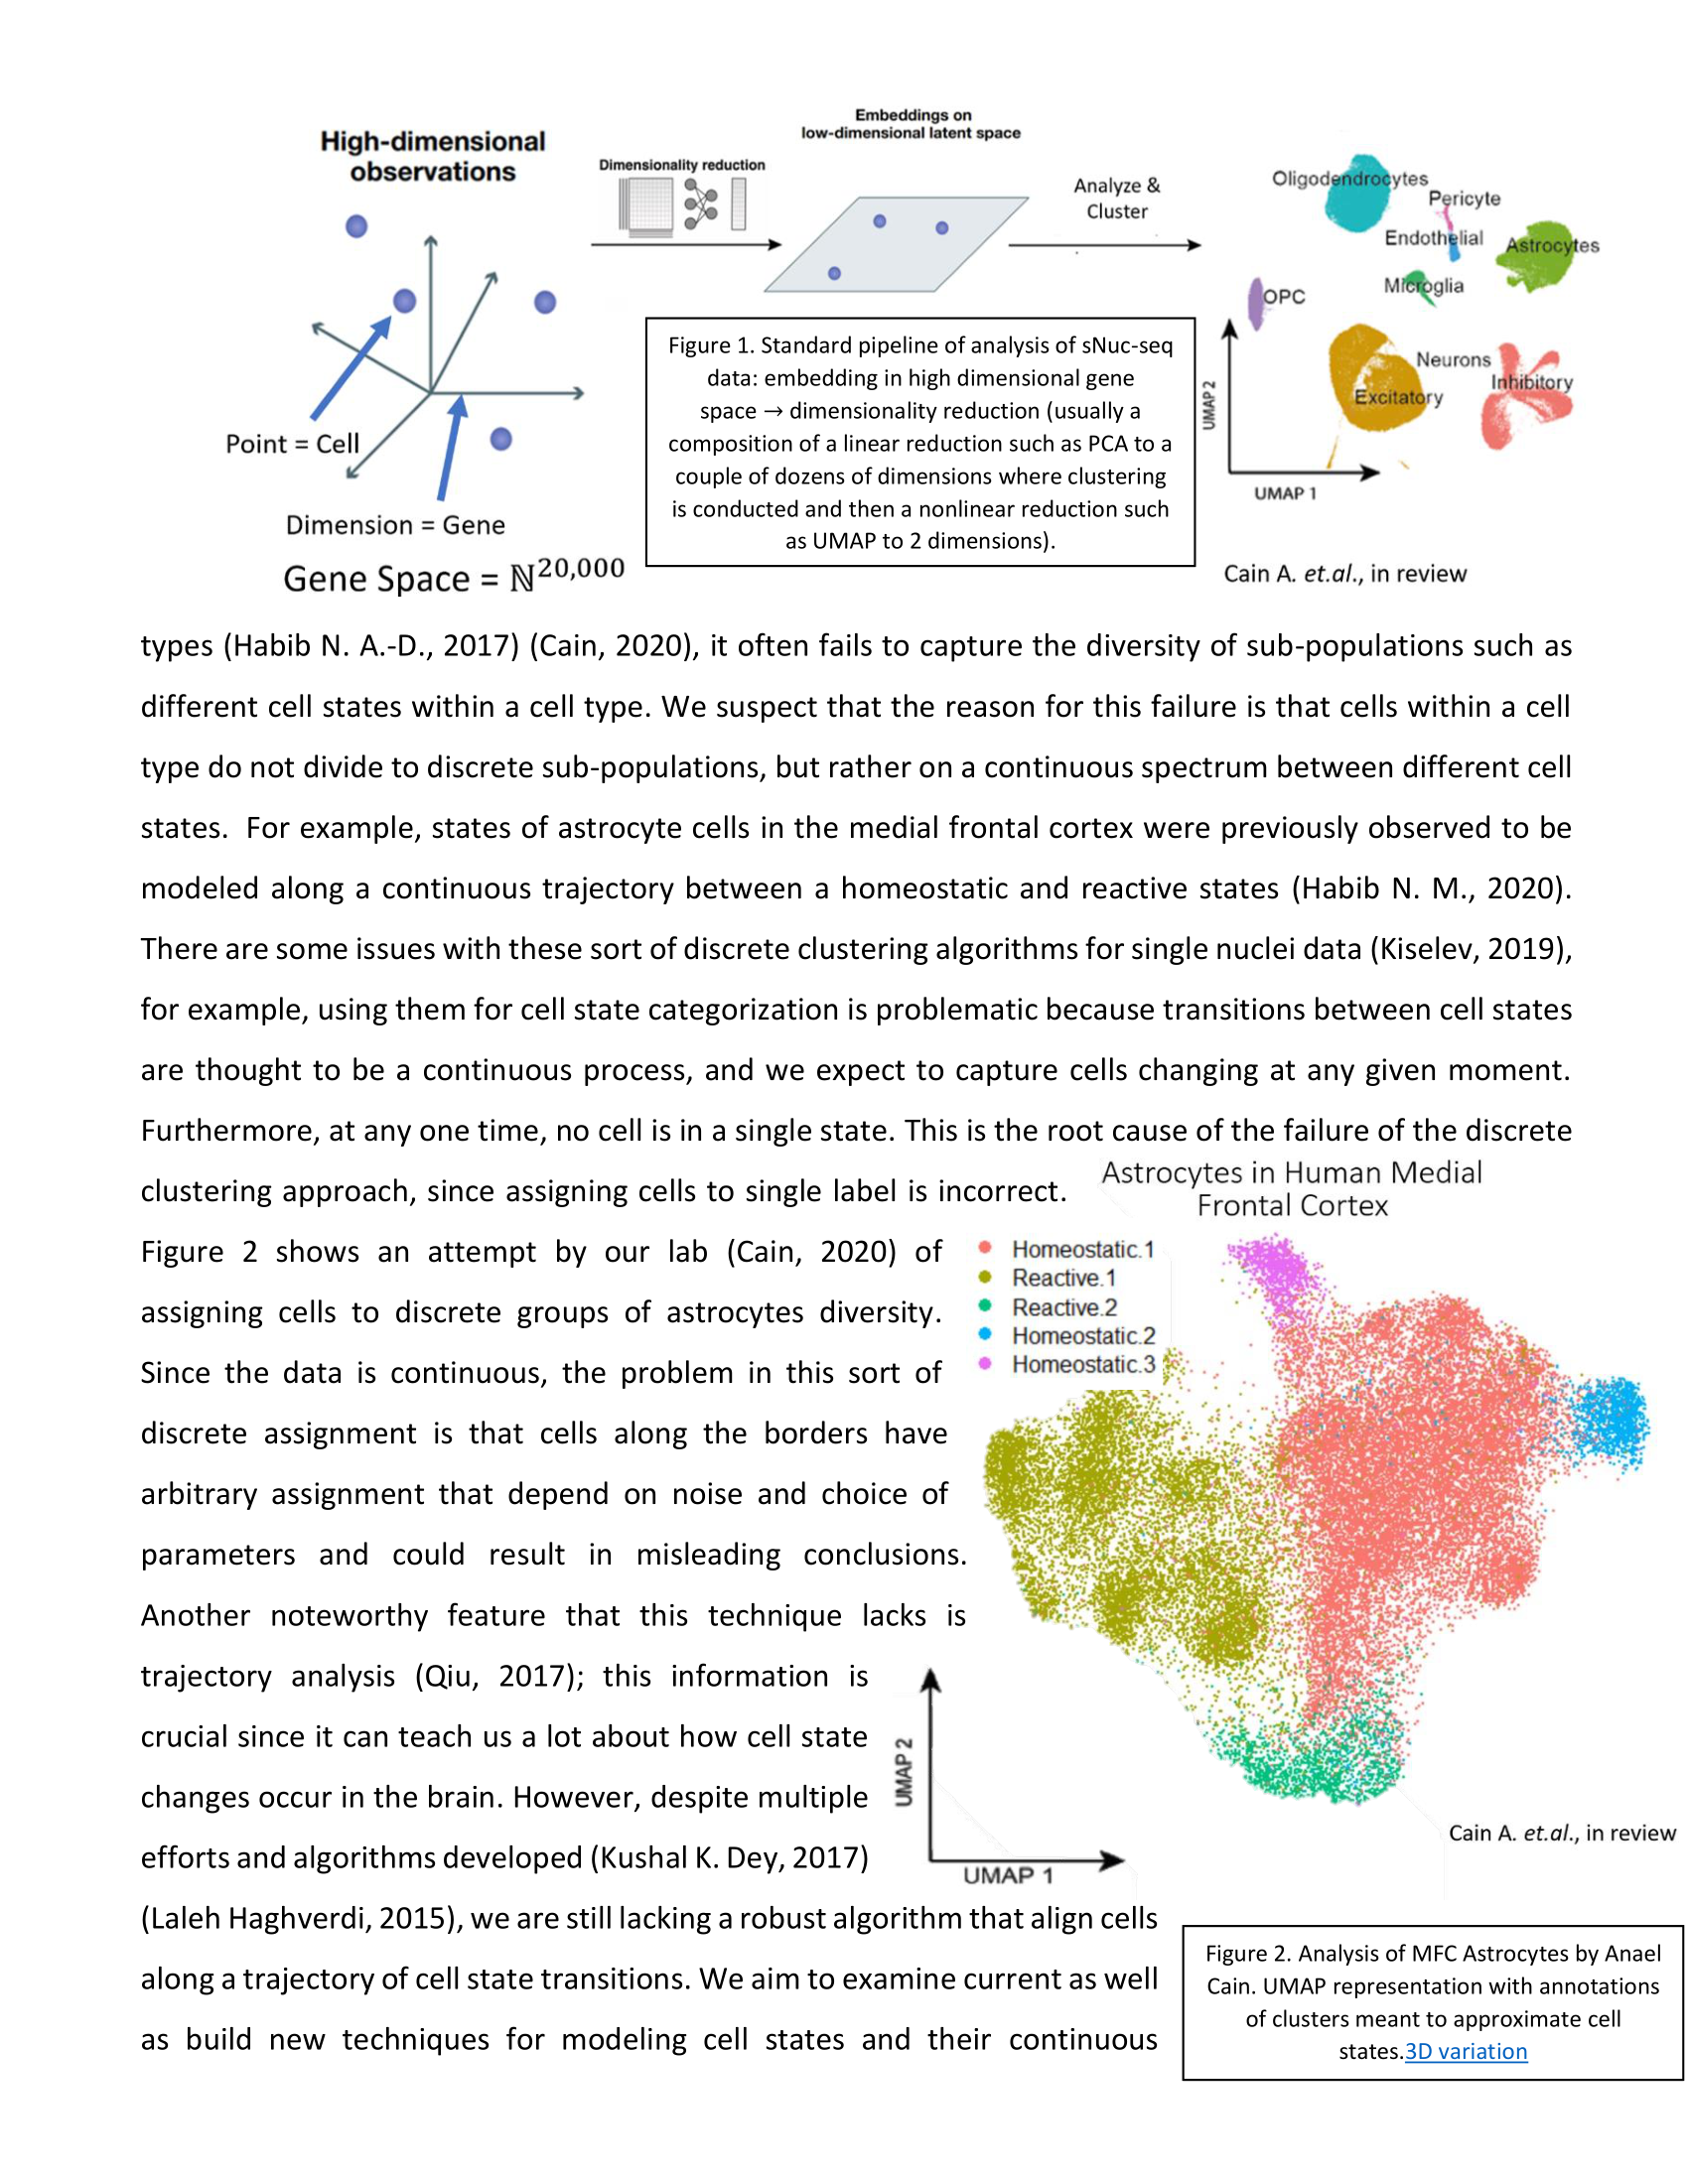 High-dimensional
observations
Point = Cell
Dimension = Gene
Gene Space = ℕ^20,000
Dimensionality reduction
Embeddings on
low-dimensional latent space
Analyze &
Cluster
Oligodendrocytes
Pericyte
Endothelial
Astrocytes
Microglia
OPC
Neurons
Inhibitory
Excitatory
UMAP 2
UMAP 1
Cain A. et.al., in review
Figure 1. Standard pipeline of analysis of sNuc-seq
data: embedding in high dimensional gene
space → dimensionality reduction (usually a
composition of a linear reduction such as PCA to a
couple of dozens of dimensions where clustering
is conducted and then a nonlinear reduction such
as UMAP to 2 dimensions).
types (Habib N. A.-D., 2017) (Cain, 2020), it often fails to capture the diversity of sub-populations such as
different cell states within a cell type. We suspect that the reason for this failure is that cells within a cell
type do not divide to discrete sub-populations, but rather on a continuous spectrum between different cell
states.  For example, states of astrocyte cells in the medial frontal cortex were previously observed to be
modeled along a continuous trajectory between a homeostatic and reactive states (Habib N. M., 2020).
There are some issues with these sort of discrete clustering algorithms for single nuclei data (Kiselev, 2019),
for example, using them for cell state categorization is problematic because transitions between cell states
are thought to be a continuous process, and we expect to capture cells changing at any given moment.
Furthermore, at any one time, no cell is in a single state. This is the root cause of the failure of the discrete
clustering approach, since assigning cells to single label is incorrect.
Figure 2 shows an attempt by our lab (Cain, 2020) of
assigning cells to discrete groups of astrocytes diversity.
Since the data is continuous, the problem in this sort of
discrete assignment is that cells along the borders have
arbitrary assignment that depend on noise and choice of
parameters and could result in misleading conclusions.
Another noteworthy feature that this technique lacks is
trajectory analysis (Qiu, 2017); this information is
crucial since it can teach us a lot about how cell state
changes occur in the brain. However, despite multiple
efforts and algorithms developed (Kushal K. Dey, 2017)
(Laleh Haghverdi, 2015), we are still lacking a robust algorithm that align cells
along a trajectory of cell state transitions. We aim to examine current as well
as build new techniques for modeling cell states and their continuous
Astrocytes in Human Medial
Frontal Cortex
Homeostatic.1
Reactive.1
Reactive.2
Homeostatic.2
Homeostatic.3
UMAP 2
UMAP 1
Cain A. et.al., in review
Figure 2. Analysis of MFC Astrocytes by Anael
Cain. UMAP representation with annotations
of clusters meant to approximate cell
states.3D variation